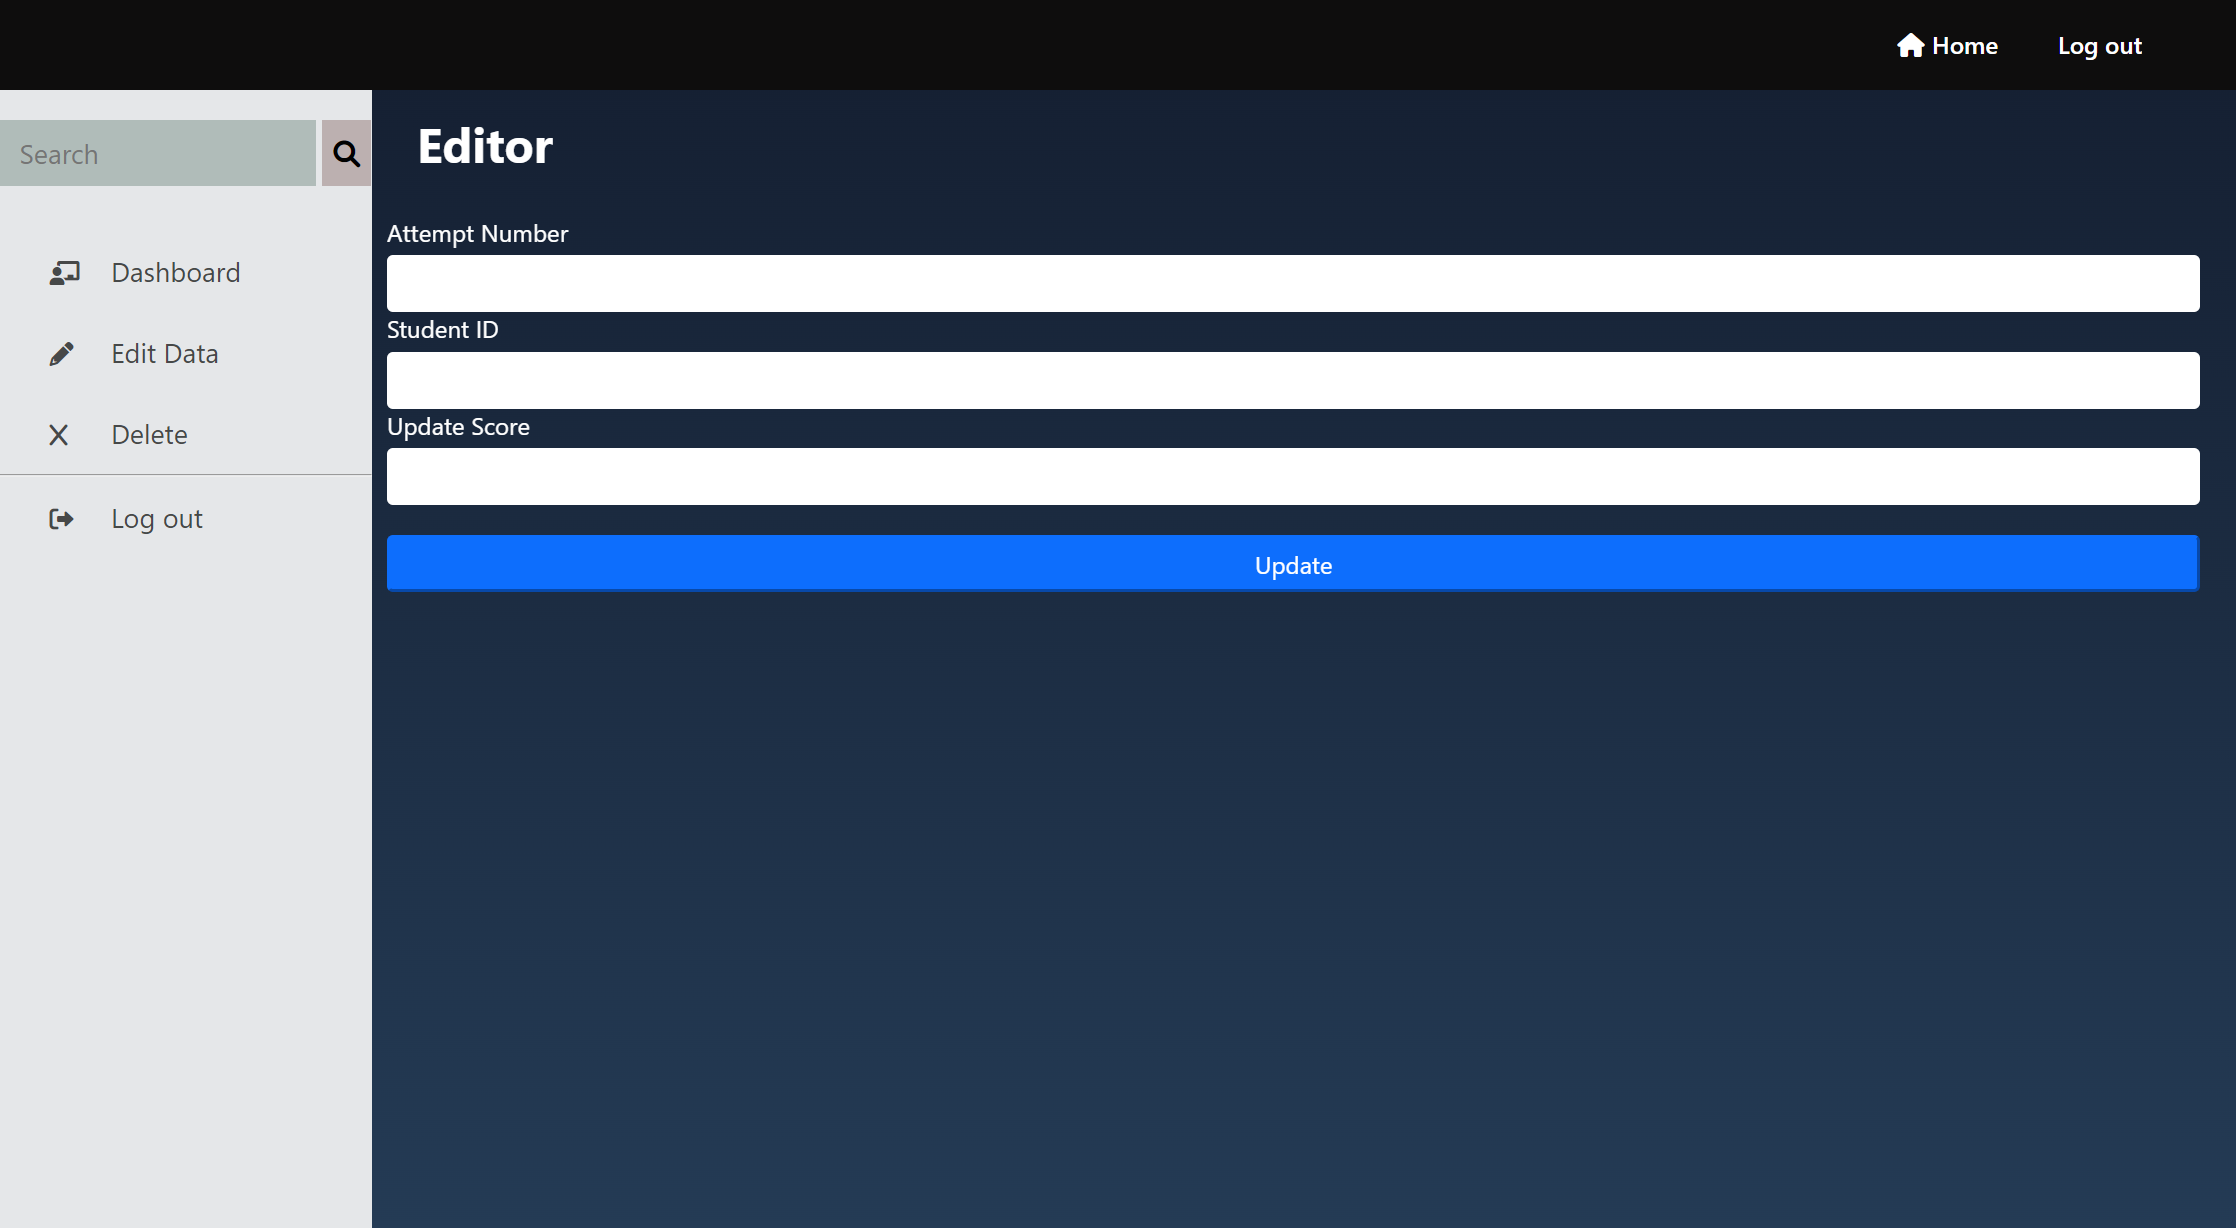 Home
Log out
Search
Dashboard
Edit Data
Delete
Log out
Editor
Attempt Number
Student ID
Update Score
Update